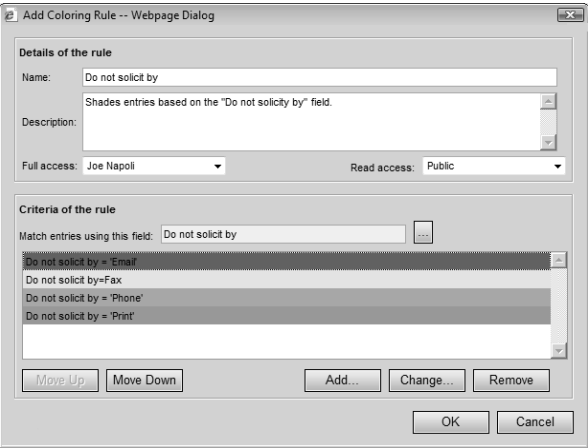 Add Coloring Rule -- Webpage Dialog
Details of the rule
Name: Do not solicit by
Shades entries based on the "Do not solicity by" field.
Description:
Full access: Joe Napoli Read access: Public
Criteria of the rule
Match entries using this field: Do not solicit by ...
Do not solicit by = 'Email'
Do not solicit by=Fax
Do not solicit by = 'Phone'
Do not solicit by = 'Print'
Move Up Move Down Add... Change... Remove
OK Cancel